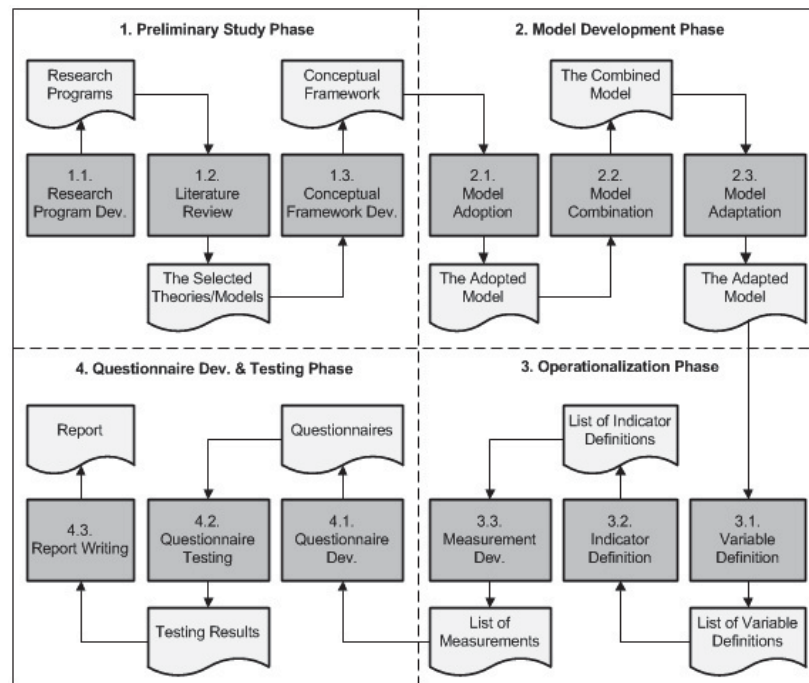 1. Preliminary Study Phase
Research
Programs
Conceptual
Framework
1.1.
Research
Program Dev.
1.2.
Literature
Review
1.3.
Conceptual
Framework Dev.
The Selected
Theories/Models
2. Model Development Phase
The Combined
Model
2.1.
Model
Adoption
2.2.
Model
Combination
2.3.
Model
Adaptation
The Adopted
Model
The Adapted
Model
4. Questionnaire Dev. & Testing Phase
Report
Questionnaires
4.3.
Report Writing
4.2.
Questionnaire
Testing
4.1.
Questionnaire
Dev.
Testing Results
3. Operationalization Phase
List of Indicator
Definitions
3.3.
Measurement
Dev.
3.2.
Indicator
Definition
3.1.
Variable
Definition
List of
Measurements
List of Variable
Definitions